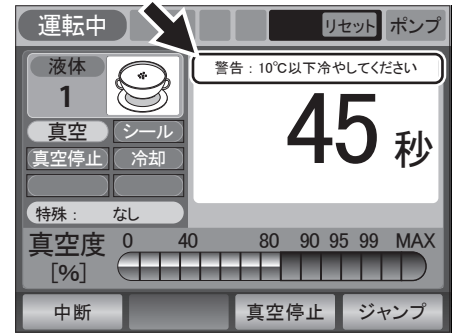 運転中
リセット ポンプ
液体
1
警告：10℃以下冷やしてください
45 秒
真空 シール
真空停止 冷却
特殊： なし
真空度 [%]
0 40 80 90 95 99 MAX
中断 真空停止 ジャンプ